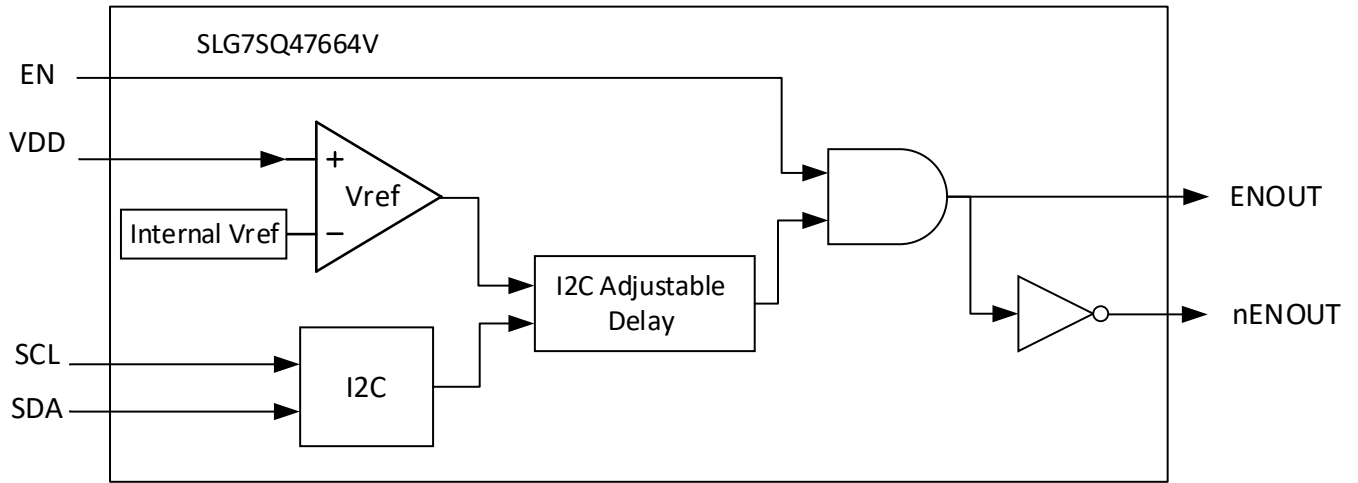 SLG7SQ47664V
EN
VDD
+
Vref
Internal Vref
−
ENOUT
I2C Adjustable
Delay
nENOUT
SCL
I2C
SDA